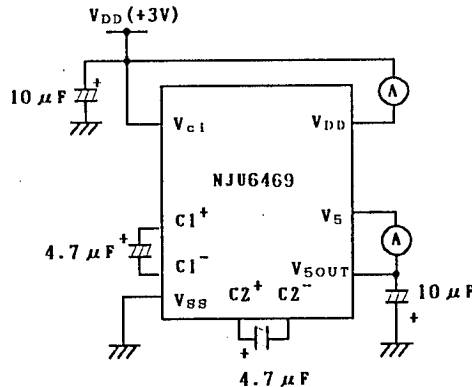 VDD(+3V)
+
10 μF
A
Vci
VDD
NJU6469
C1+
V5
4.7 μF
+
A
C1-
V5OUT
VSS
C2+ C2-
10 μF
+
+
4.7 μF